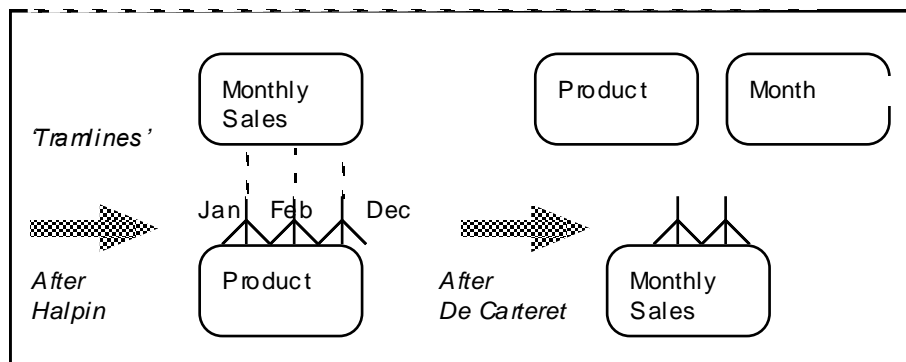 Monthly
Sales
Product
Month
'Tramlines'
Jan Feb Dec
After
Halpin
Product
After
De Carteret
Monthly
Sales